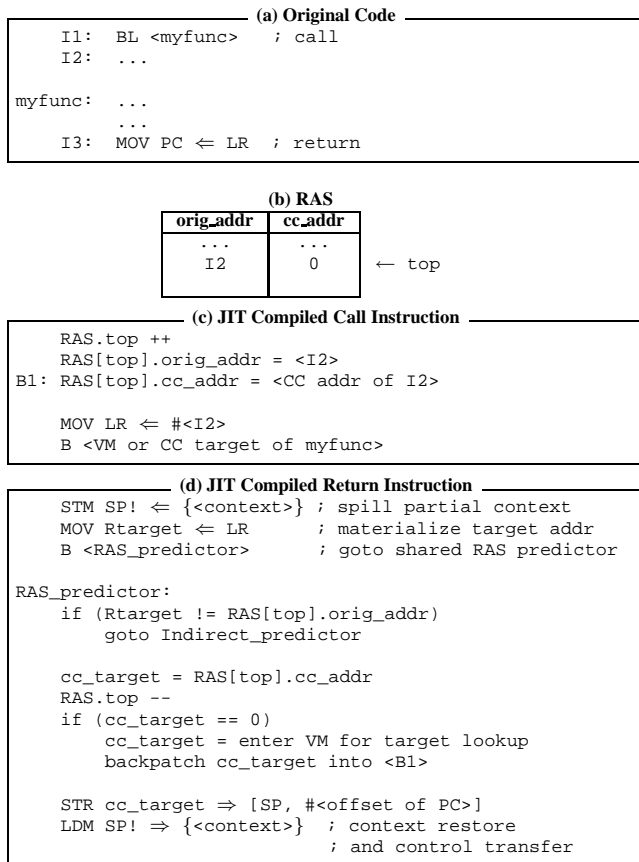 (a) Original Code
I1: BL <myfunc> ; call
I2: ...
myfunc: ...
...
I3: MOV PC ⇐ LR ; return
(b) RAS
orig_addr cc_addr
... ...
I2 0 ← top
(c) JIT Compiled Call Instruction
RAS.top ++
RAS[top].orig_addr = <I2>
B1: RAS[top].cc_addr = <CC addr of I2>
MOV LR ⇐ #<I2>
B <VM or CC target of myfunc>
(d) JIT Compiled Return Instruction
STM SP! ⇐ {<context>} ; spill partial context
MOV Rtarget ⇐ LR ; materialize target addr
B <RAS_predictor> ; goto shared RAS predictor
RAS_predictor:
if (Rtarget != RAS[top].orig_addr)
goto Indirect_predictor
cc_target = RAS[top].cc_addr
RAS.top --
if (cc_target == 0)
cc_target = enter VM for target lookup
backpatch cc_target into <B1>
STR cc_target ⇒ [SP, #<offset of PC>]
LDM SP! ⇒ {<context>} ; context restore
; and control transfer